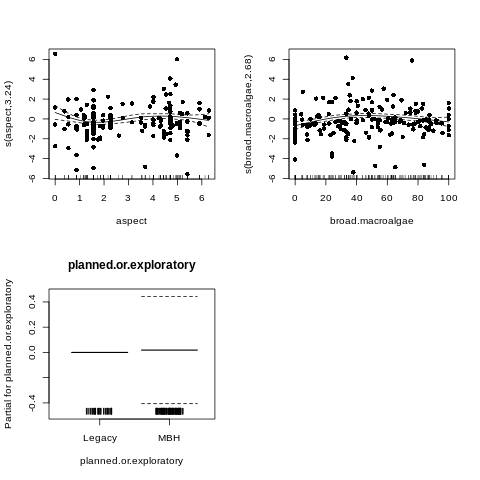 s(aspect,3.24)
6
4
2
0
-2
-4
-6
0 1 2 3 4 5 6
aspect
s(broad.macroalgae,2.68)
6
4
2
0
-2
-4
-6
0 20 40 60 80 100
broad.macroalgae
planned.or.exploratory
Partial for planned.or.exploratory
0.4
0.2
0.0
-0.4
Legacy MBH
planned.or.exploratory